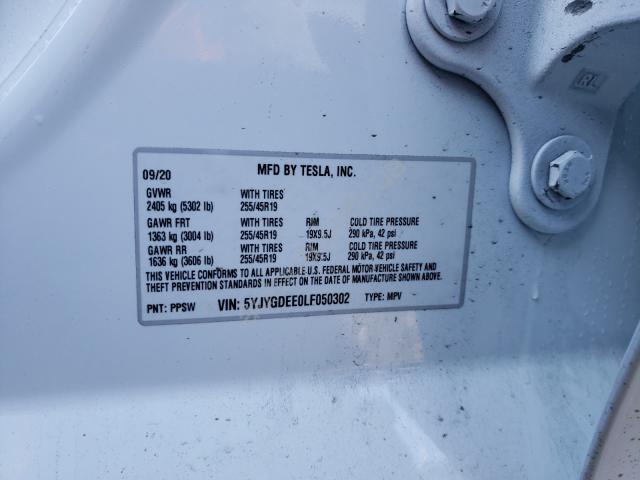 RL
09/20 MFD BY TESLA, INC.
GVWR WITH TIRES
2405 kg (5302 lb) 255/45R19
GAWR FRT WITH TIRES RIM COLD TIRE PRESSURE
1363 kg (3004 lb) 255/45R19 19X9.5J 290 kPa, 42 psi
GAWR RR WITH TIRES RIM COLD TIRE PRESSURE
1636 kg (3606 lb) 255/45R19 19X9.5J 290 kPa, 42 psi
THIS VEHICLE CONFORMS TO ALL APPLICABLE U.S. FEDERAL MOTOR VEHICLE SAFETY AND
THEFT PREVENTION STANDARDS IN EFFECT ON THE DATE OF MANUFACTURE SHOWN ABOVE.
PNT: PPSW VIN: 5YJYGDEE0LF050302 TYPE: MPV